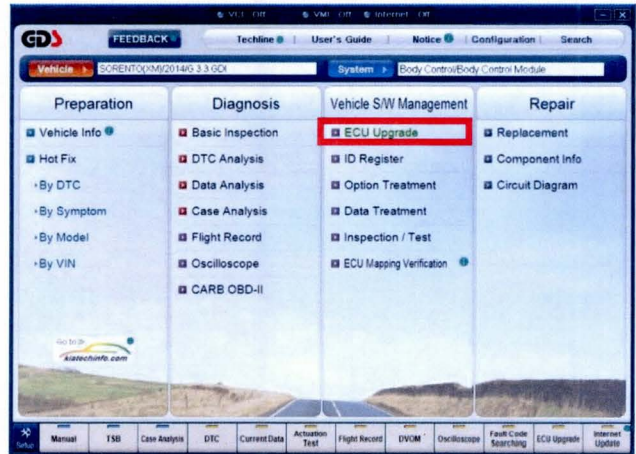 VCI Off VMI Off Internet Off
GDS FEEDBACK Techline User's Guide Notice Configuration Search
Vehicle SORENTO(XM)/2014/G 3.3 GDI System Body Control/Body Control Module
Preparation
Vehicle Info
Hot Fix
By DTC
By Symptom
By Model
By VIN
Go to
kiatechinfo.com
Diagnosis
Basic Inspection
DTC Analysis
Data Analysis
Case Analysis
Flight Record
Oscilloscope
CARB OBD-II
Vehicle S/W Management
ECU Upgrade
ID Register
Option Treatment
Data Treatment
Inspection / Test
ECU Mapping Verification
Repair
Replacement
Component Info
Circuit Diagram
Setup Manual TSB Case Analysis DTC Current Data Actuation Test Flight Record DVOM Oscilloscope Fault Code Searching ECU Upgrade Internet Update